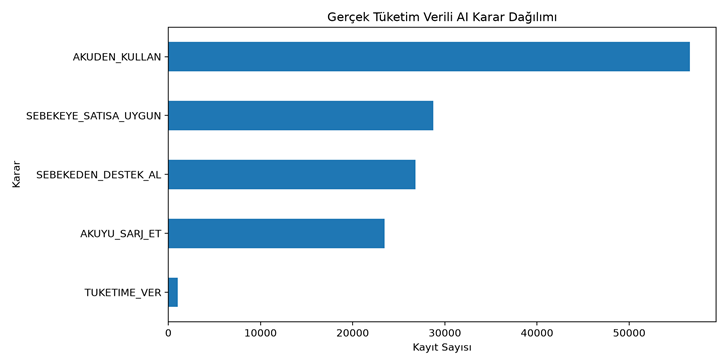 Gerçek Tüketim Verili AI Karar Dağılımı
Karar
AKUDEN_KULLAN
SEBEKEYE_SATISA_UYGUN
SEBEKEDEN_DESTEK_AL
AKUYU_SARJ_ET
TUKETIME_VER
0 10000 20000 30000 40000 50000
Kayıt Sayısı